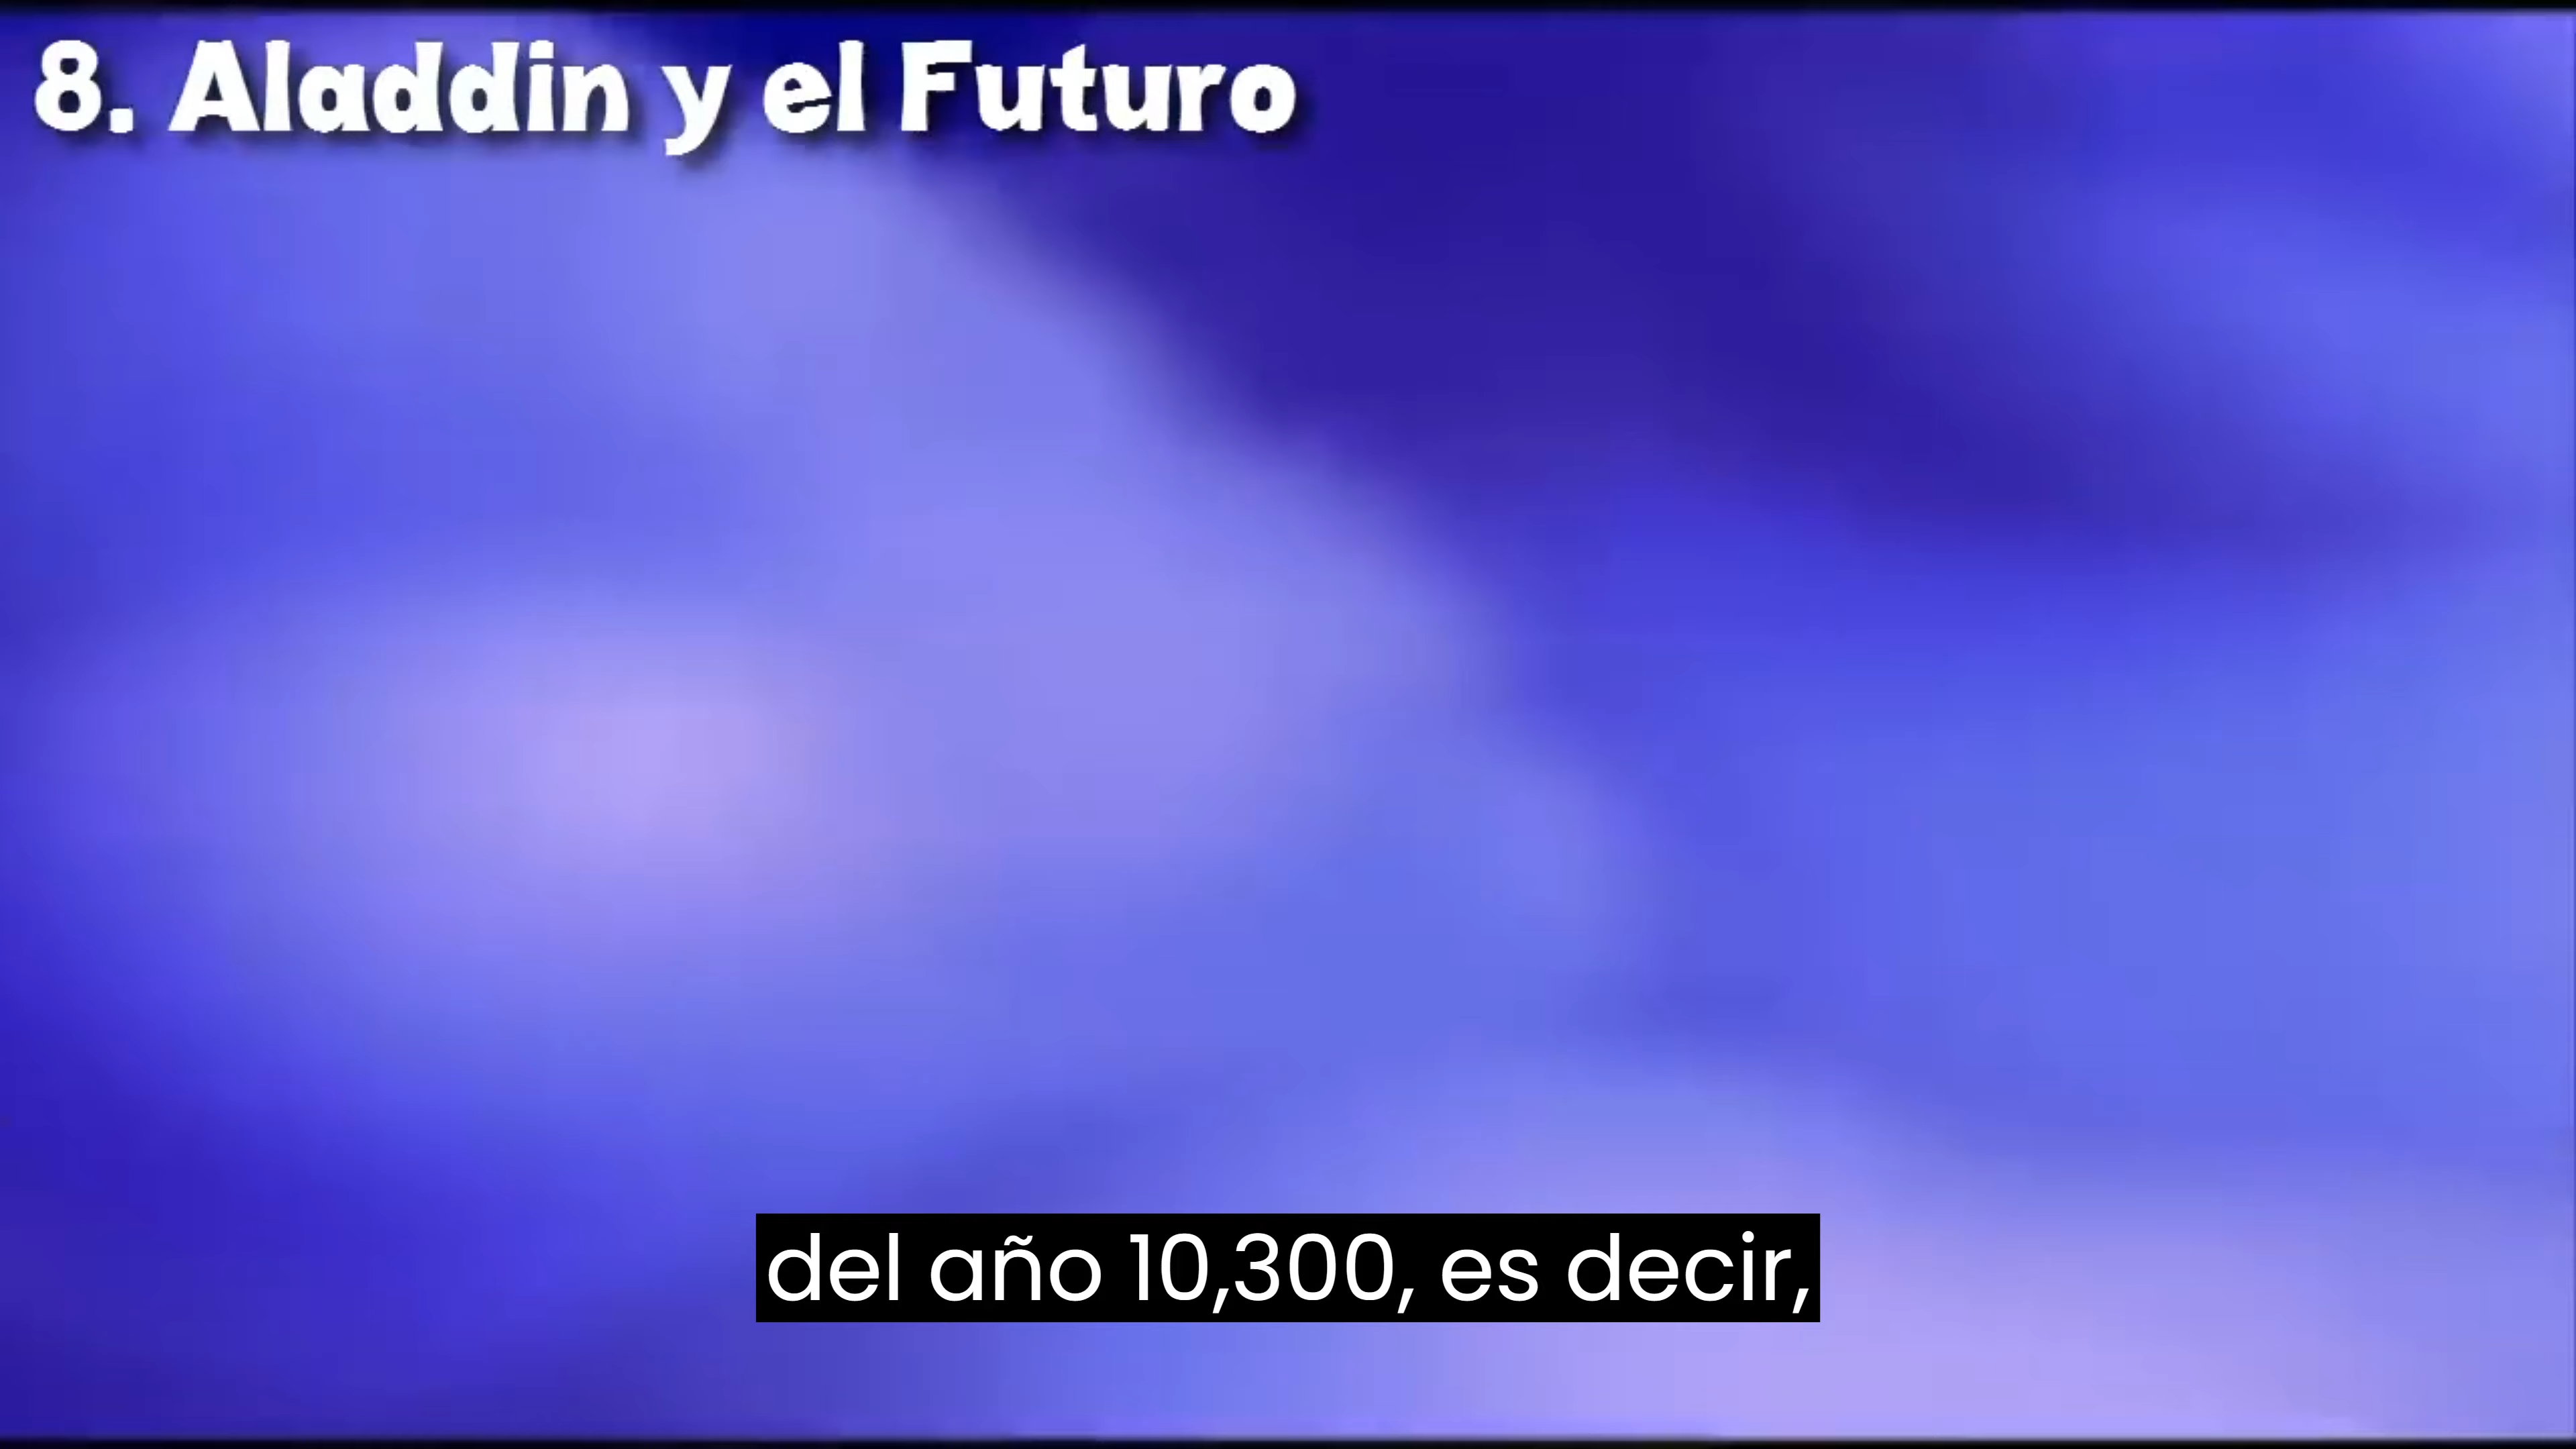 8. Aladdin y el Futuro
del año 10,300, es decir,